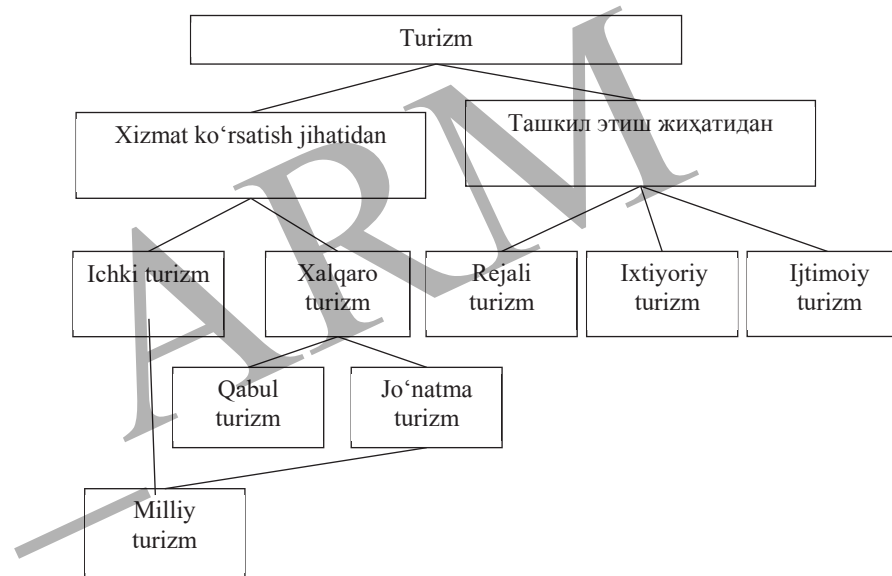 Turizm
Xizmat ko‘rsatish jihatidan
Ташкил этиш жиҳатидан
Ichki turizm
Xalqaro
turizm
Rejali
turizm
Ixtiyoriy
turizm
Ijtimoiy
turizm
Qabul
turizm
Jo‘natma
turizm
Milliy
turizm
ARM